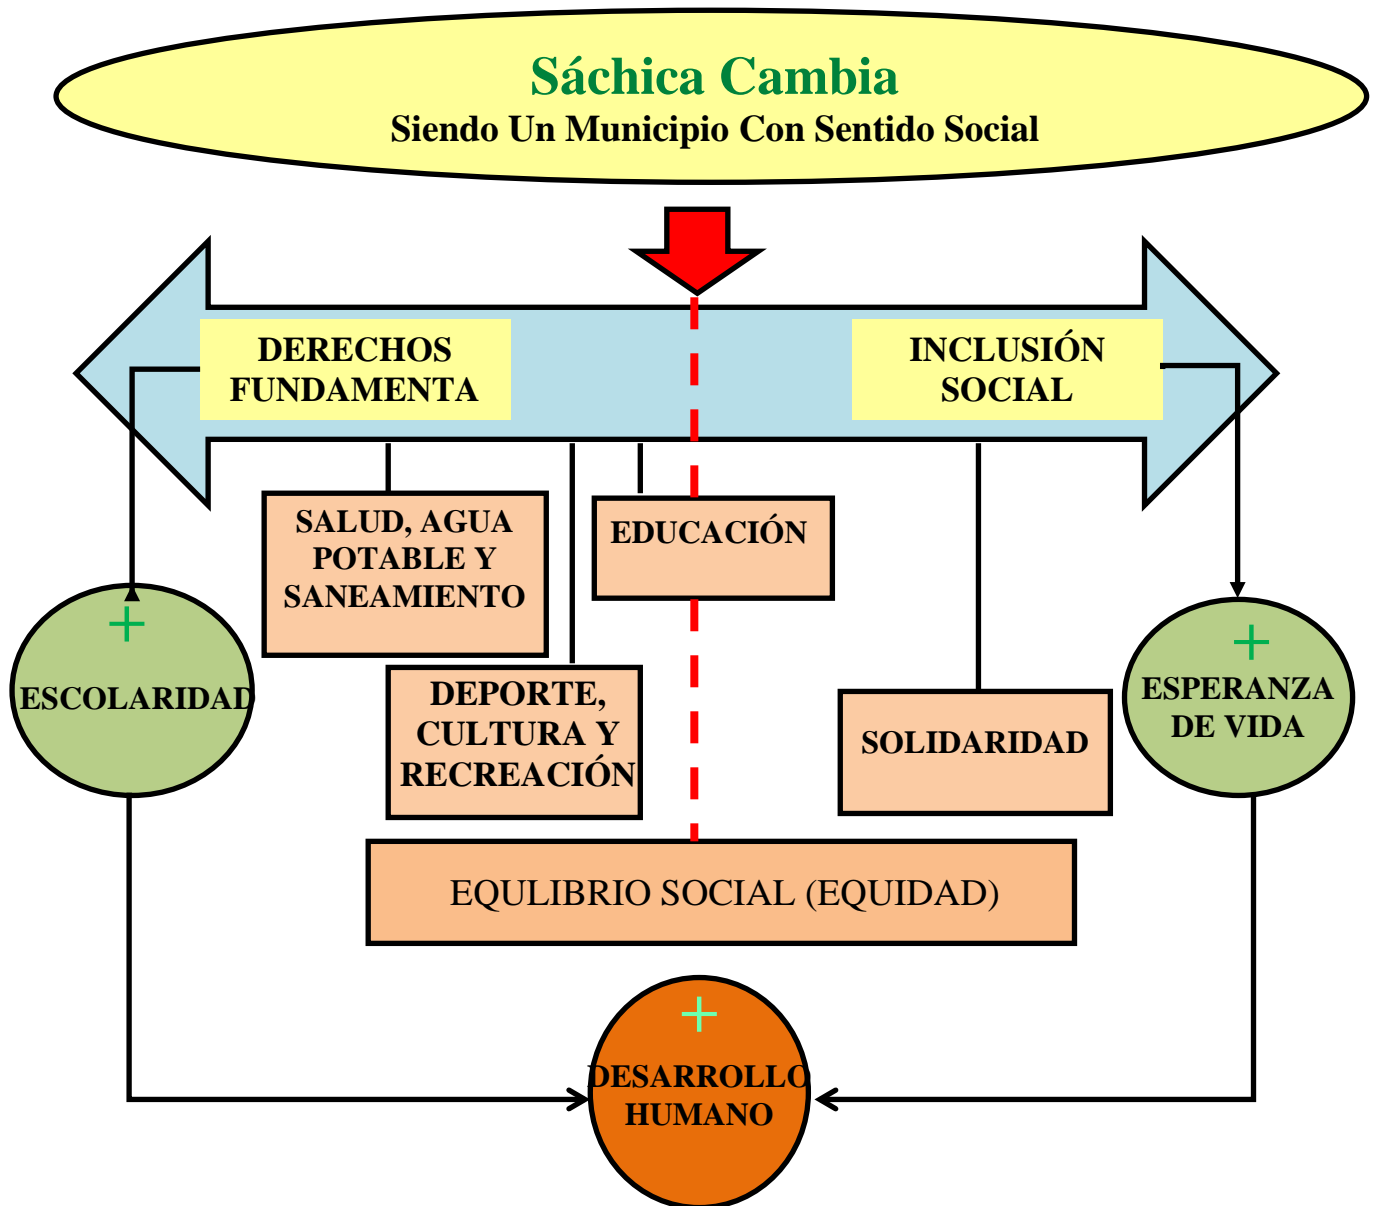 Sáchica Cambia
Siendo Un Municipio Con Sentido Social
DERECHOS
FUNDAMENTA
INCLUSIÓN
SOCIAL
SALUD, AGUA
POTABLE Y
SANEAMIENTO
EDUCACIÓN
+
ESCOLARIDAD
DEPORTE,
CULTURA Y
RECREACIÓN
SOLIDARIDAD
+
ESPERANZA
DE VIDA
EQULIBRIO SOCIAL (EQUIDAD)
+
DESARROLLO
HUMANO